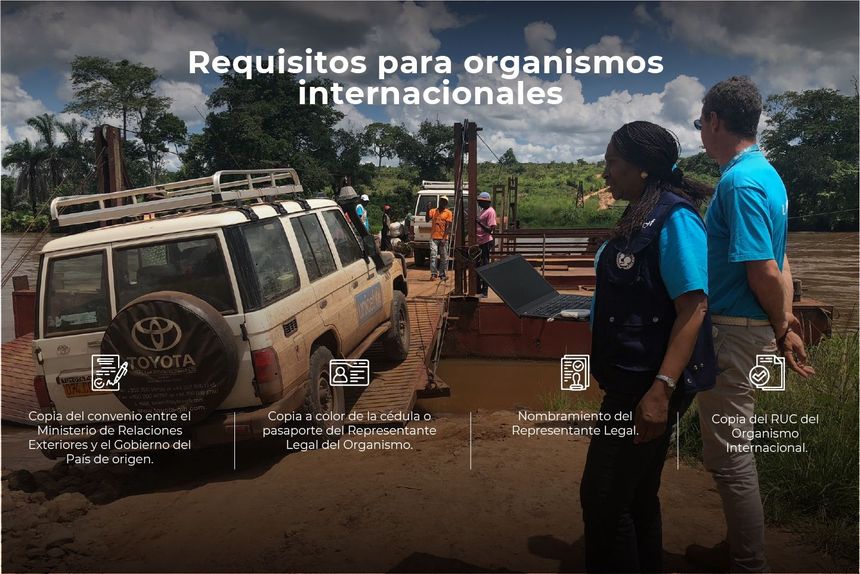 Requisitos para organismos
internacionales
unicef
TOYOTA
Copia del convenio entre el
Ministerio de Relaciones
Exteriores y el Gobierno del
País de origen.
Copia a color de la cédula o
pasaporte del Representante
Legal del Organismo.
Nombramiento del
Representante Legal.
Copia del RUC del
Organismo
Internacional.